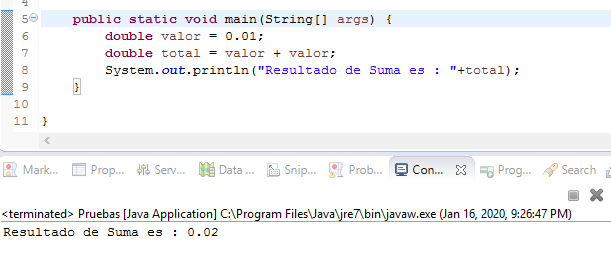 5 public static void main(String[] args) {
6 double valor = 0.01;
7 double total = valor + valor;
8 System.out.println("Resultado de Suma es : "+total);
9 }
10
11 }
Mark... Prop... Serv... Data ... Snip... Prob... Con... Prog... Search
<terminated> Pruebas [Java Application] C:\Program Files\Java\jre7\bin\javaw.exe (Jan 16, 2020, 9:26:47 PM)
Resultado de Suma es : 0.02